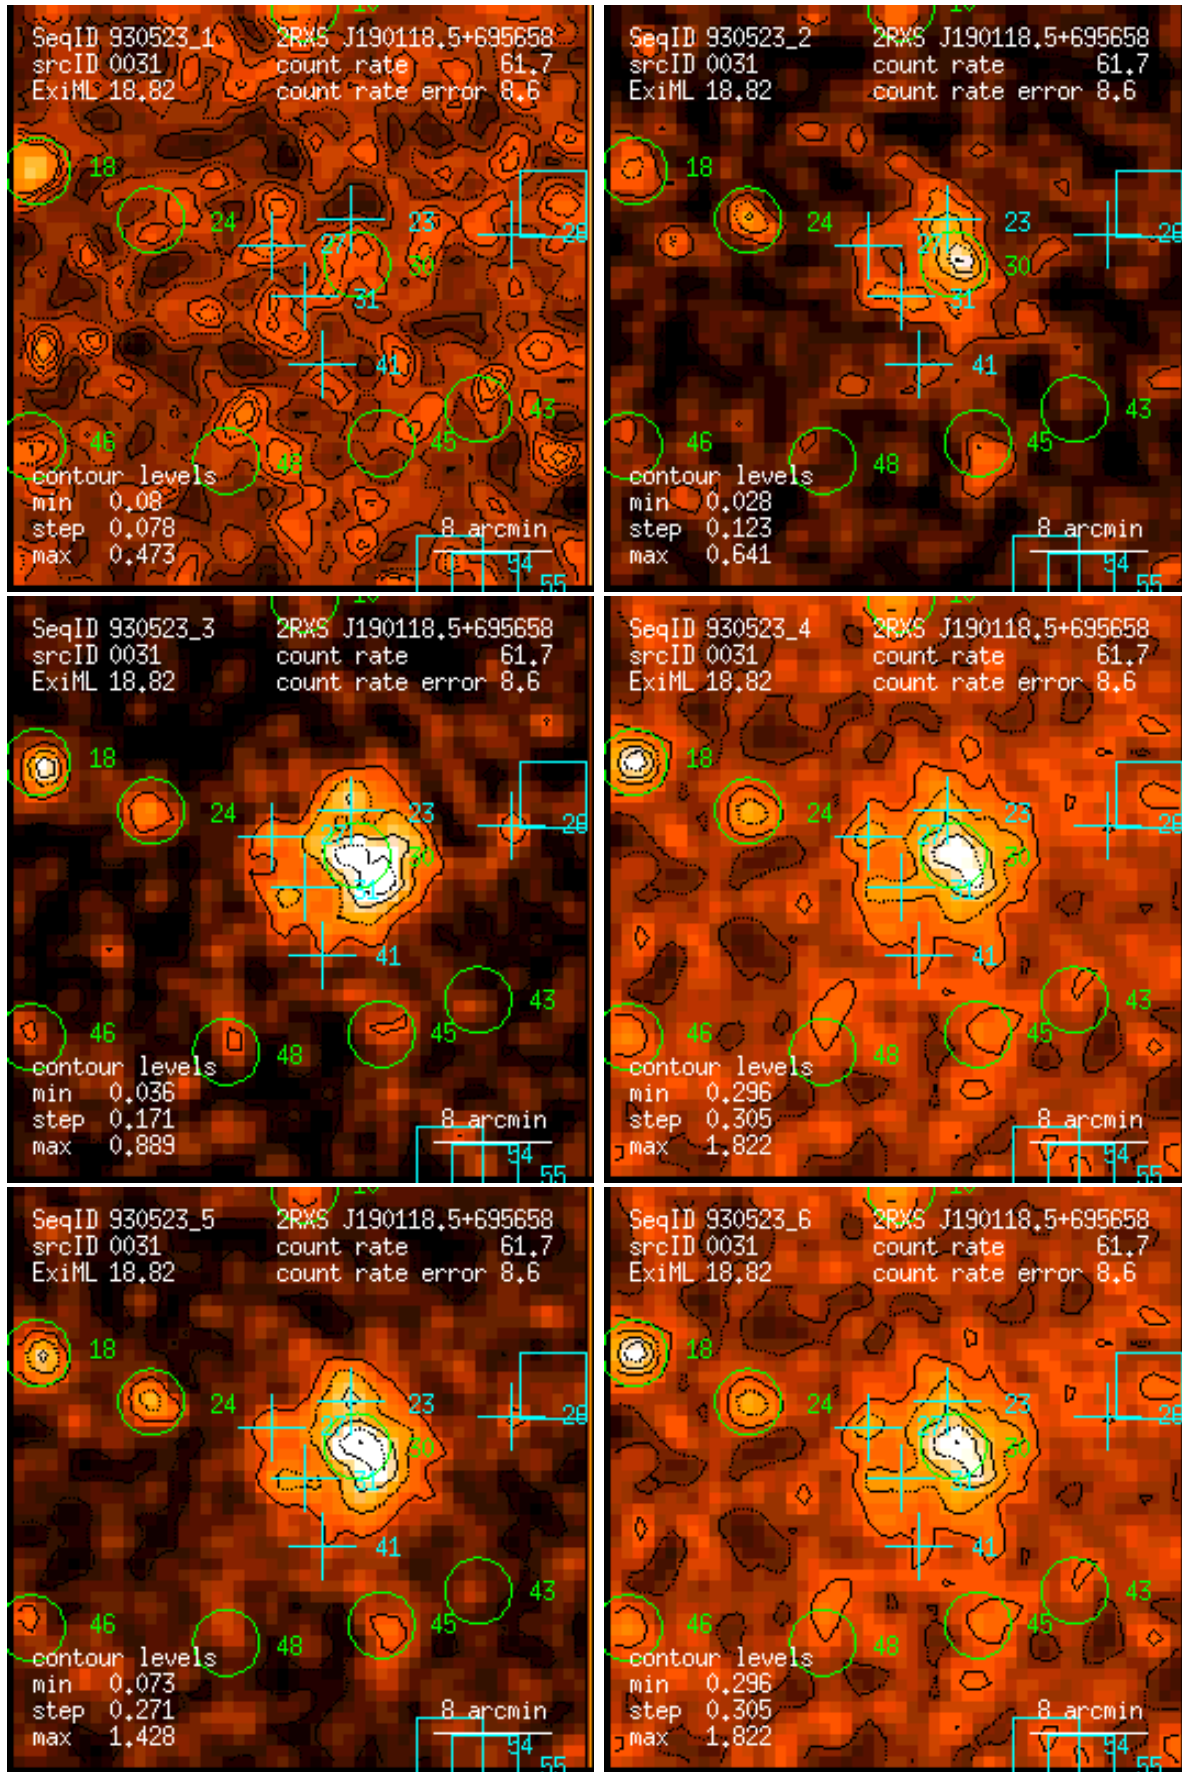 SeqID 930523_1 2RXS J190118.5+695658
srcID 0031 count rate 61.7
ExiML 18.82 count rate error 8.6
18
24
23
28
27
30
31
41
43
46
45
48
contour levels
min 0.08
step 0.078
max 0.473
8 arcmin
54
55
SeqID 930523_2 2RXS J190118.5+695658
srcID 0031 count rate 61.7
ExiML 18.82 count rate error 8.6
18
24
23
28
27
30
31
41
43
46
45
48
contour levels
min 0.028
step 0.123
max 0.641
8 arcmin
54
55
SeqID 930523_3 2RXS J190118.5+695658
srcID 0031 count rate 61.7
ExiML 18.82 count rate error 8.6
18
24
23
28
27
30
31
41
43
46
45
48
contour levels
min 0.036
step 0.171
max 0.889
8 arcmin
54
55
SeqID 930523_4 2RXS J190118.5+695658
srcID 0031 count rate 61.7
ExiML 18.82 count rate error 8.6
18
24
23
28
27
30
31
41
43
46
45
48
contour levels
min 0.296
step 0.305
max 1.822
8 arcmin
54
55
SeqID 930523_5 2RXS J190118.5+695658
srcID 0031 count rate 61.7
ExiML 18.82 count rate error 8.6
18
24
23
28
27
30
31
41
43
46
45
48
contour levels
min 0.073
step 0.271
max 1.428
8 arcmin
54
55
SeqID 930523_6 2RXS J190118.5+695658
srcID 0031 count rate 61.7
ExiML 18.82 count rate error 8.6
18
24
23
28
27
30
31
41
43
46
45
48
contour levels
min 0.296
step 0.305
max 1.822
8 arcmin
54
55